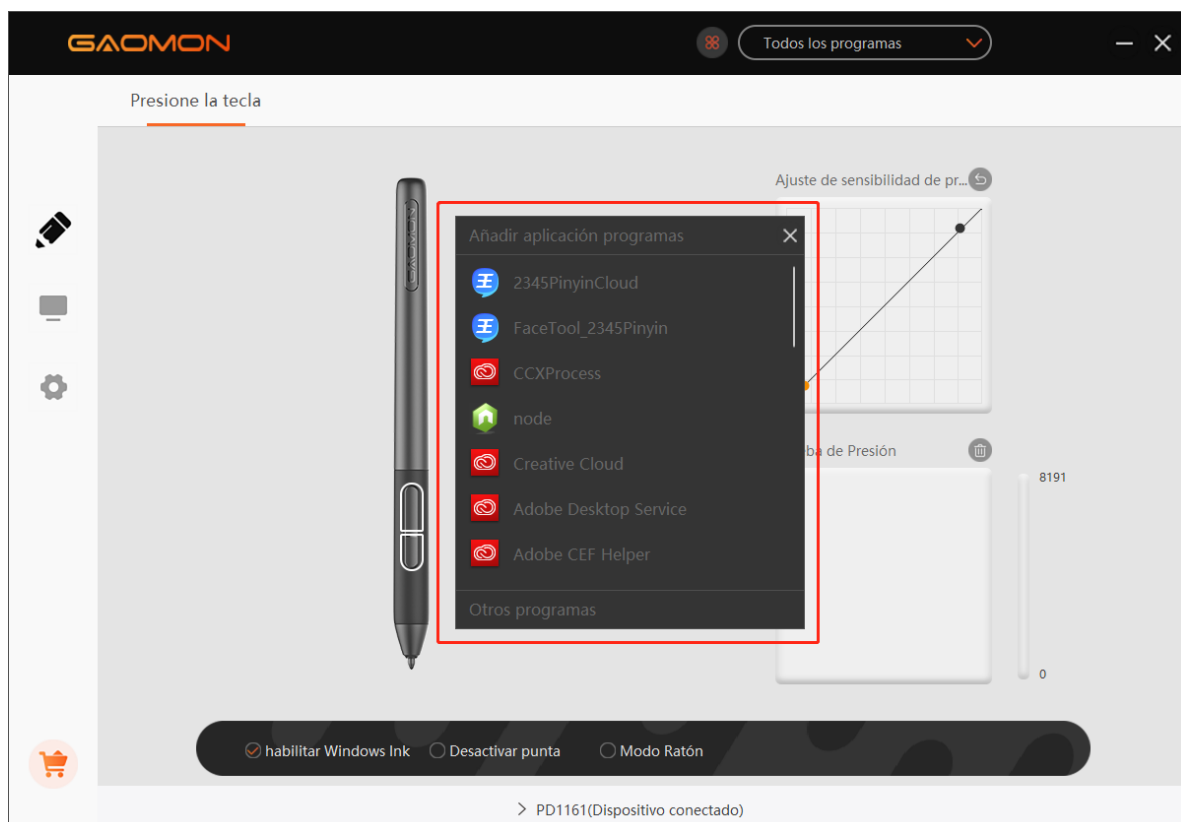 GAOMON
Todos los programas
Presione la tecla
Ajuste de sensibilidad de pr...
GAOMON
Añadir aplicación programas
2345PinyinCloud
FaceTool_2345Pinyin
CCXProcess
node
Creative Cloud
Adobe Desktop Service
Adobe CEF Helper
Otros programas
ba de Presión
8191
0
habilitar Windows Ink
Desactivar punta
Modo Ratón
PD1161(Dispositivo conectado)